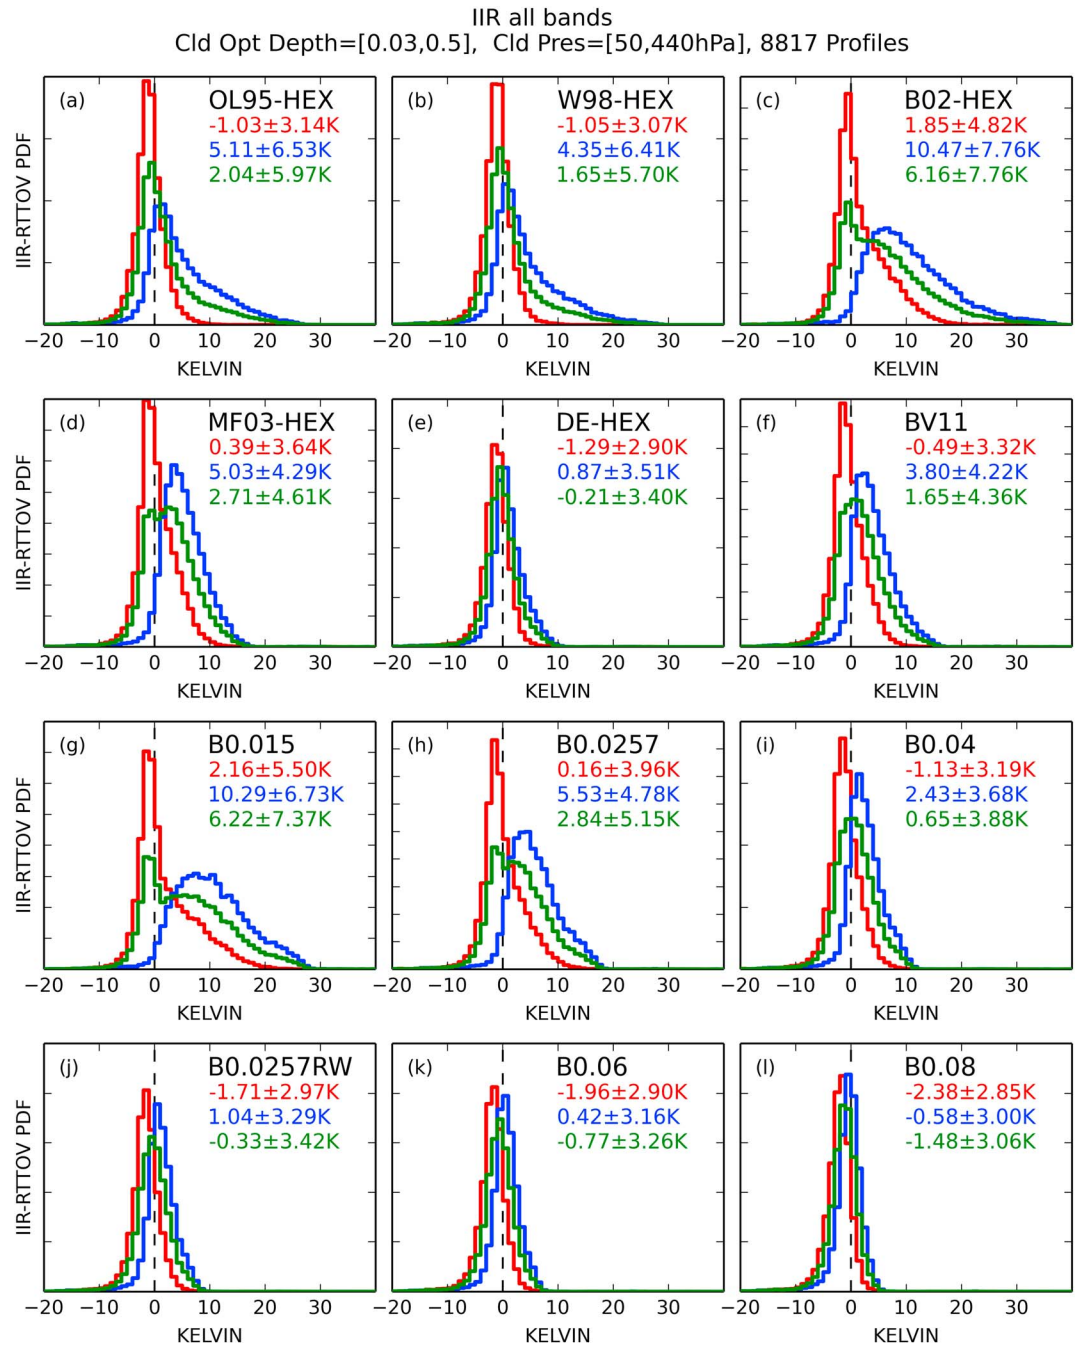 IIR all bands
Cld Opt Depth=[0.03,0.5], Cld Pres=[50,440hPa], 8817 Profiles
(a) OL95-HEX
-1.03±3.14K
5.11±6.53K
2.04±5.97K
IIR-RTTOV PDF
−20 −10 0 10 20 30
KELVIN
(b) W98-HEX
-1.05±3.07K
4.35±6.41K
1.65±5.70K
−20 −10 0 10 20 30
KELVIN
(c) B02-HEX
1.85±4.82K
10.47±7.76K
6.16±7.76K
−20 −10 0 10 20 30
KELVIN
(d) MF03-HEX
0.39±3.64K
5.03±4.29K
2.71±4.61K
IIR-RTTOV PDF
−20 −10 0 10 20 30
KELVIN
(e) DE-HEX
-1.29±2.90K
0.87±3.51K
-0.21±3.40K
−20 −10 0 10 20 30
KELVIN
(f) BV11
-0.49±3.32K
3.80±4.22K
1.65±4.36K
−20 −10 0 10 20 30
KELVIN
(g) B0.015
2.16±5.50K
10.29±6.73K
6.22±7.37K
IIR-RTTOV PDF
−20 −10 0 10 20 30
KELVIN
(h) B0.0257
0.16±3.96K
5.53±4.78K
2.84±5.15K
−20 −10 0 10 20 30
KELVIN
(i) B0.04
-1.13±3.19K
2.43±3.68K
0.65±3.88K
−20 −10 0 10 20 30
KELVIN
(j) B0.0257RW
-1.71±2.97K
1.04±3.29K
-0.33±3.42K
IIR-RTTOV PDF
−20 −10 0 10 20 30
KELVIN
(k) B0.06
-1.96±2.90K
0.42±3.16K
-0.77±3.26K
−20 −10 0 10 20 30
KELVIN
(l) B0.08
-2.38±2.85K
-0.58±3.00K
-1.48±3.06K
−20 −10 0 10 20 30
KELVIN